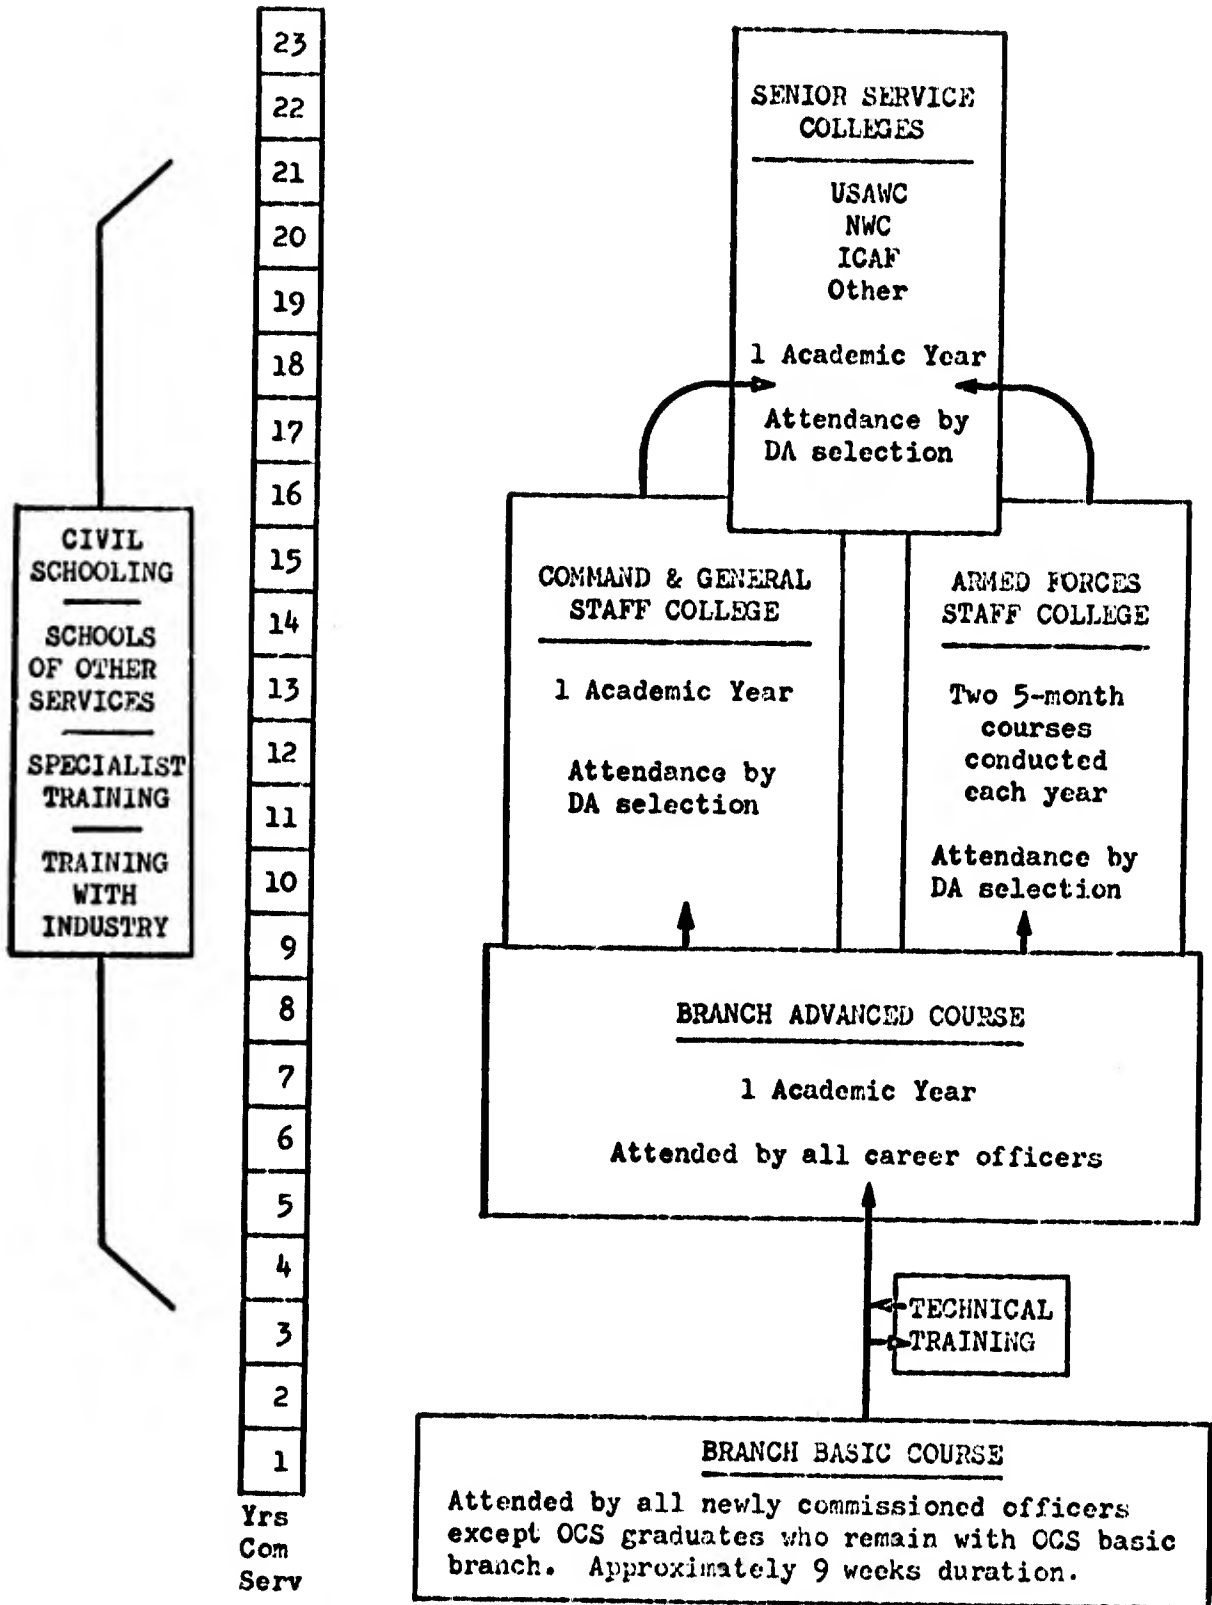 23
22
21
20
19
18
17
16
15
14
13
12
11
10
9
8
7
6
5
4
3
2
1
Yrs
Com
Serv
CIVIL
SCHOOLING
SCHOOLS
OF OTHER
SERVICES
SPECIALIST
TRAINING
TRAINING
WITH
INDUSTRY
SENIOR SERVICE
COLLEGES
USAWC
NWC
ICAF
Other
1 Academic Year
Attendance by
DA selection
COMMAND & GENERAL
STAFF COLLEGE
1 Academic Year
Attendance by
DA selection
ARMED FORCES
STAFF COLLEGE
Two 5-month
courses
conducted
each year
Attendance by
DA selection
BRANCH ADVANCED COURSE
1 Academic Year
Attended by all career officers
TECHNICAL
TRAINING
BRANCH BASIC COURSE
Attended by all newly commissioned officers
except OCS graduates who remain with OCS basic
branch. Approximately 9 weeks duration.